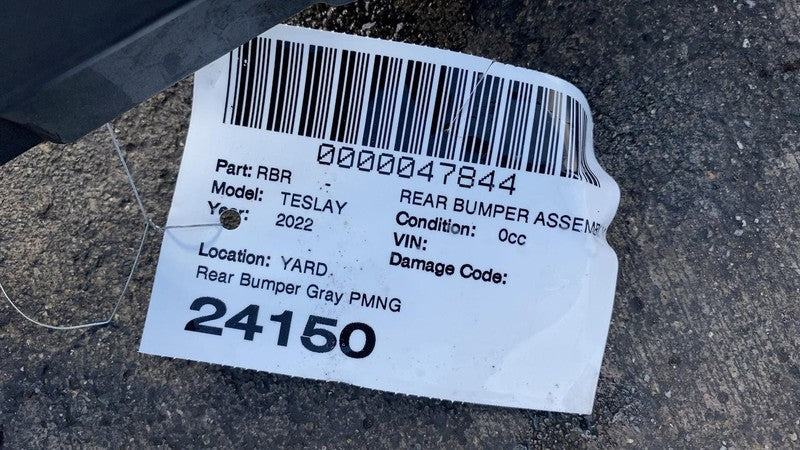 0000047844
Part: RBR REAR BUMPER ASSEMBLY
Model: TESLAY Condition: 0cc
Year: 2022 VIN:
Damage Code:
Location: YARD
Rear Bumper Gray PMNG
24150